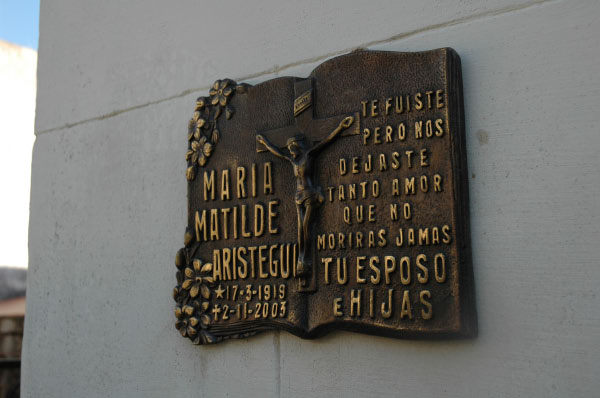 MARIA
MATILDE
ARISTEGUI
★17-3-1919
✝2-11-2003
TE FUISTE
PERO NOS
DEJASTE
TANTO AMOR
QUE NO
MORIRAS JAMAS
TU ESPOSO
E HIJAS